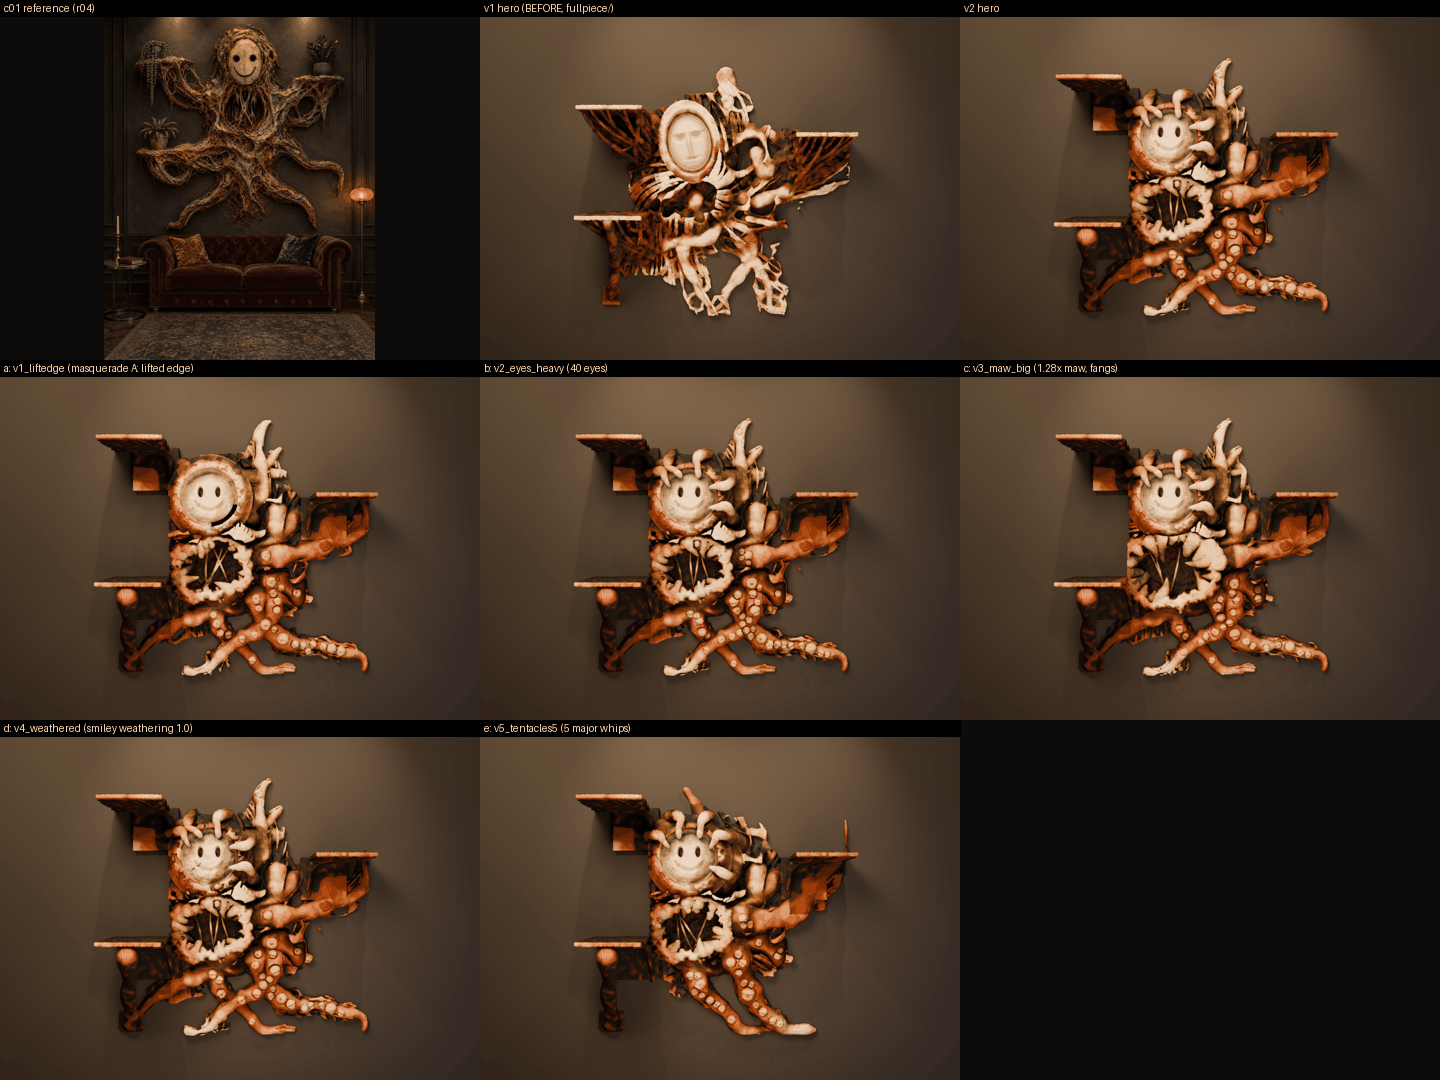 c01 reference (r04)
v1 hero (BEFORE, fullpiece/)
v2 hero
a: v1_liftedge (masquerade A: lifted edge)
b: v2_eyes_heavy (40 eyes)
c: v3_maw_big (1.28x maw, fangs)
d: v4_weathered (smiley weathering 1.0)
e: v5_tentacles5 (5 major whips)